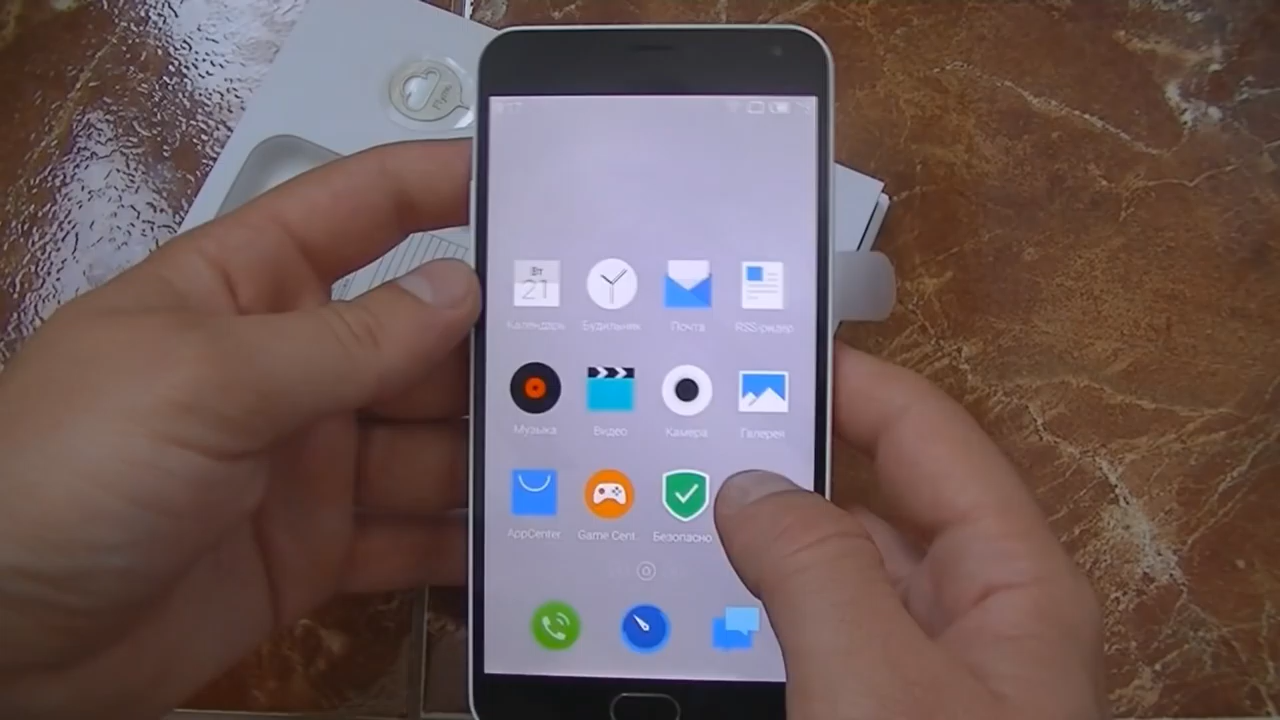 Вт
21
Календарь Будильник Почта RSS-ридер
Музыка Видео Камера Галерея
AppCenter Game Cent. Безопасно